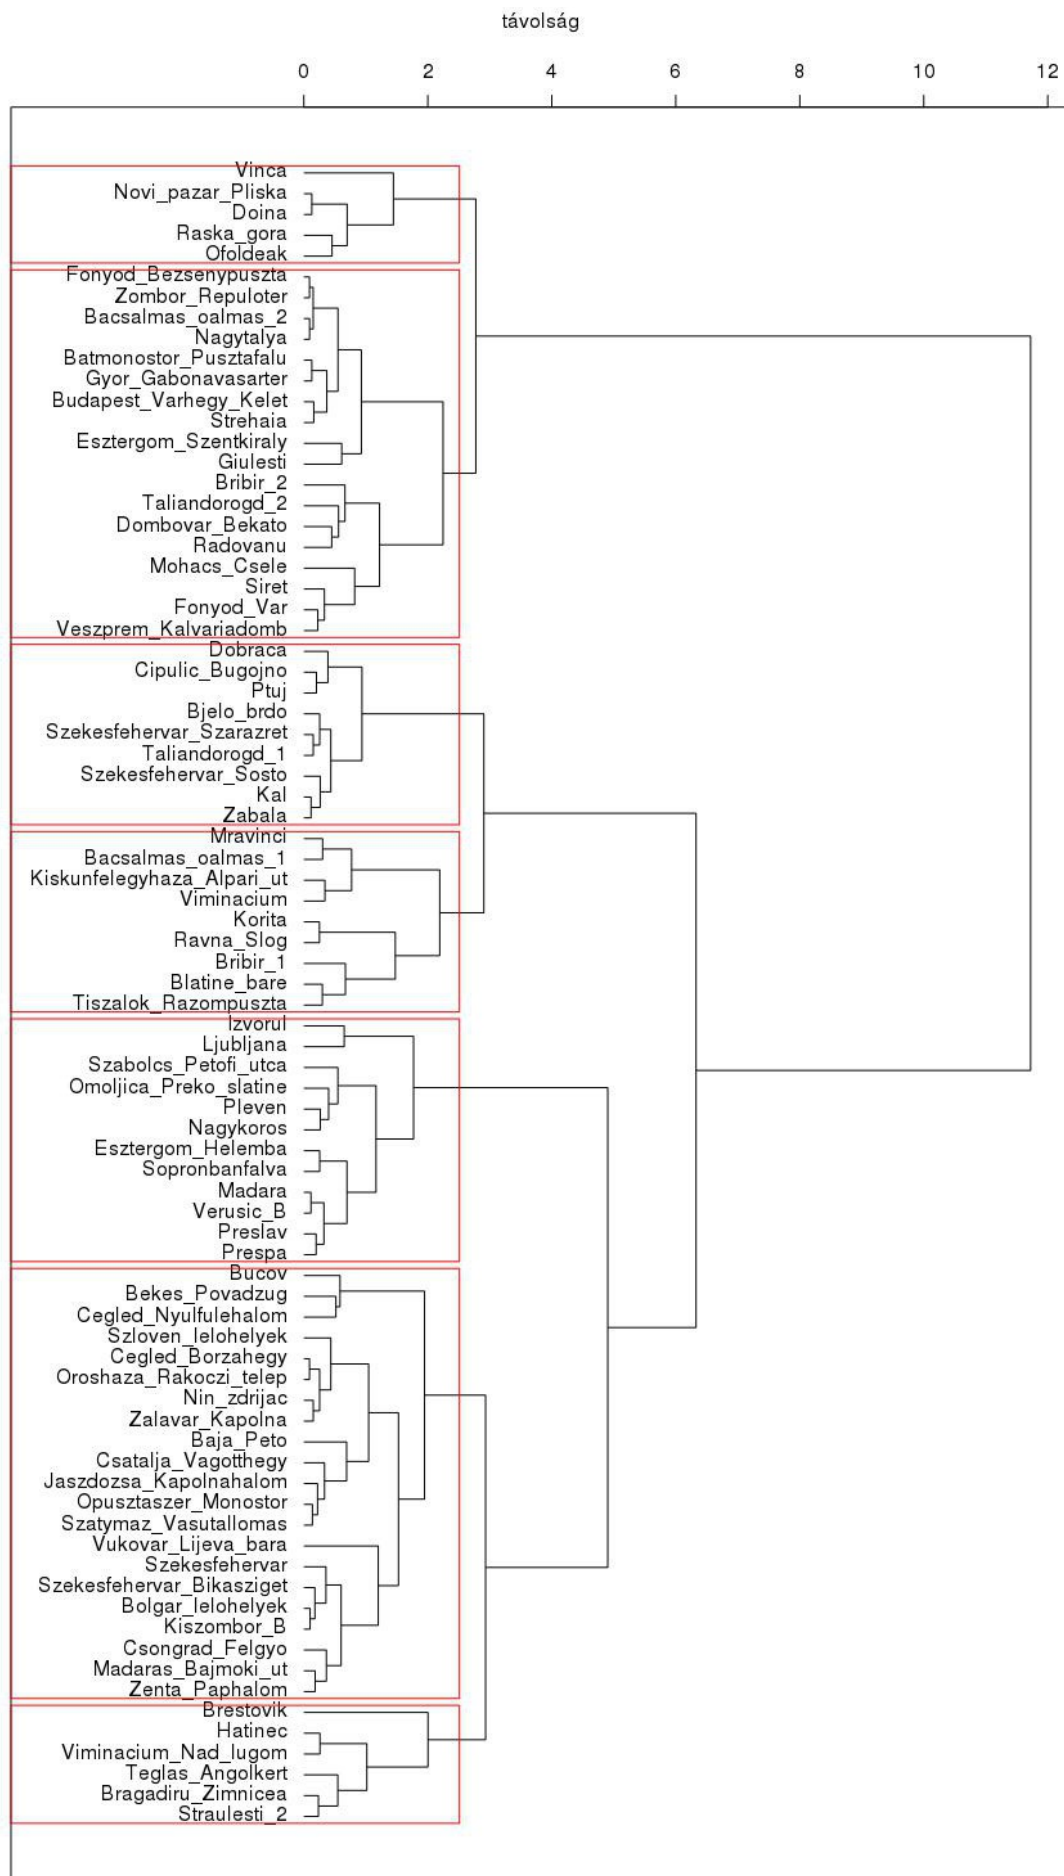 távolság
0 2 4 6 8 10 12
Vinca
Novi_pazar_Pliska
Doina
Raska_gora
Ofoldeak
Fonyod_Bezsenypuszta
Zombor_Repuloter
Bacsalmas_oalmas_2
Nagytalya
Batmonostor_Pusztafalu
Gyor_Gabonavasarter
Budapest_Varhegy_Kelet
Strehaia
Esztergom_Szentkiraly
Giulesti
Bribir_2
Taliandorogd_2
Dombovar_Bekato
Radovanu
Mohacs_Csele
Siret
Fonyod_Var
Veszprem_Kalvariadomb
Dobraca
Cipulic_Bugojno
Ptuj
Bjelo_brdo
Szekesfehervar_Szarazret
Taliandorogd_1
Szekesfehervar_Sosto
Kal
Zabala
Mravinci
Bacsalmas_oalmas_1
Kiskunfelegyhaza_Alpari_ut
Viminacium
Korita
Ravna_Slog
Bribir_1
Blatine_bare
Tiszalok_Razompuszta
Izvorul
Ljubljana
Szabolcs_Petofi_utca
Omoljica_Preko_slatine
Pleven
Nagykoros
Esztergom_Helemba
Sopronbanfalva
Madara
Verusic_B
Preslav
Prespa
Bucov
Bekes_Povadzug
Cegled_Nyulfulehalom
Szloven_lelohelyek
Cegled_Borzahegy
Oroshaza_Rakoczi_telep
Nin_zdrijac
Zalavar_Kapolna
Baja_Peto
Csatalja_Vagotthegy
Jaszdozsa_Kapolnahalom
Opusztaszer_Monostor
Szatymaz_Vasutallomas
Vukovar_Lijeva_bara
Szekesfehervar
Szekesfehervar_Bikasziget
Bolgar_lelohelyek
Kiszombor_B
Csongrad_Felgyo
Madaras_Bajmoki_ut
Zenta_Paphalom
Brestovik
Hatinec
Viminacium_Nad_lugom
Teglas_Angolkert
Bragadiru_Zimnicea
Straulesti_2